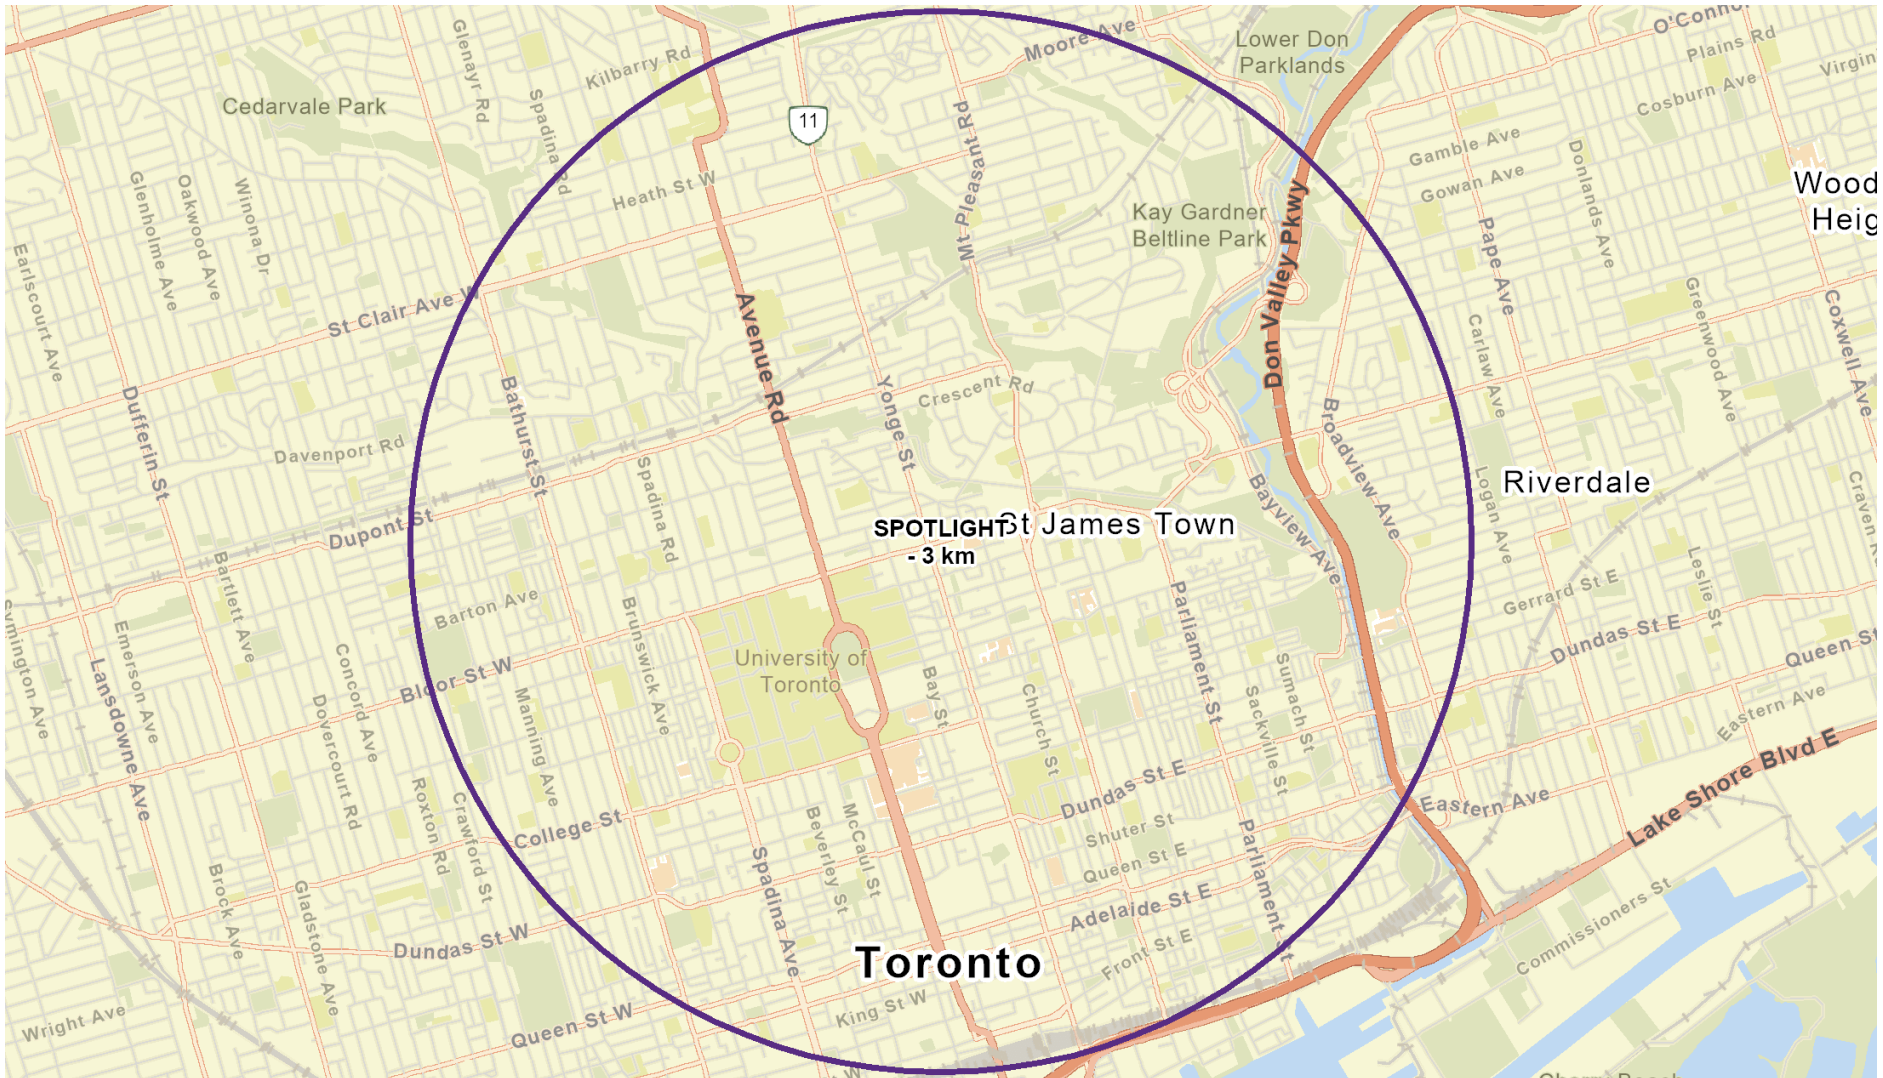 Lower Don
Parklands
O'Connor
Plains Rd
Virgin
Cosburn Ave
Moore Ave
Glenayr Rd
Kilbarry Rd
Spadina Rd
Cedarvale Park
11
Mt Pleasant Rd
Gamble Ave
Gowan Ave
Donlands Ave
Wood
Heig
Glenholme Ave
Oakwood Ave
Winona Dr
Heath St W
Kay Gardner
Beltline Park
Don Valley Pkwy
Pape Ave
Earlscourt Ave
St Clair Ave W
Avenue Rd
Carlaw Ave
Greenwood Ave
Coxwell Ave
Dufferin St
Bathurst St
Yonge St
Crescent Rd
Broadview Ave
Davenport Rd
Spadina Rd
Dupont St
Bayview Ave
Logan Ave
Riverdale
Craven R
SPOTLIGHT
- 3 km
St James Town
Symington Ave
Bartlett Ave
Barton Ave
Brunswick Ave
Parliament St
Gerrard St E
Leslie St
Dundas St E
Queen St
Lansdowne Ave
Emerson Ave
Concord Ave
Dovercourt Rd
Bloor St W
Manning Ave
University of
Toronto
Bay St
Church St
Sackville St
Sumach St
Eastern Ave
Lake Shore Blvd E
Roxton Rd
Crawford St
College St
Beverley St
McCaul St
Dundas St E
Shuter St
Queen St E
Eastern Ave
Brock Ave
Gladstone Ave
Dundas St W
Spadina Ave
Adelaide St E
Parliament St
Front St E
Commissioners St
Toronto
Wright Ave
Queen St W
King St W